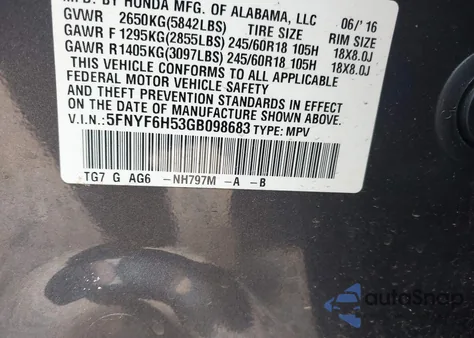 MFD. BY HONDA MFG. OF ALABAMA, LLC 06/'16
GVWR 2650KG(5842LBS) TIRE SIZE RIM SIZE
GAWR F 1295KG(2855LBS) 245/60R18 105H 18X8.0J
GAWR R1405KG(3097LBS) 245/60R18 105H 18X8.0J
THIS VEHICLE CONFORMS TO ALL APPLICABLE
FEDERAL MOTOR VEHICLE SAFETY AND
THEFT PREVENTION STANDARDS IN EFFECT ON
THE DATE OF MANUFACTURE SHOWN ABOVE.
V.I.N.:5FNYF6H53GB098683 TYPE: MPV
TG7 G AG6 -NH797M -A -B
autoSnap